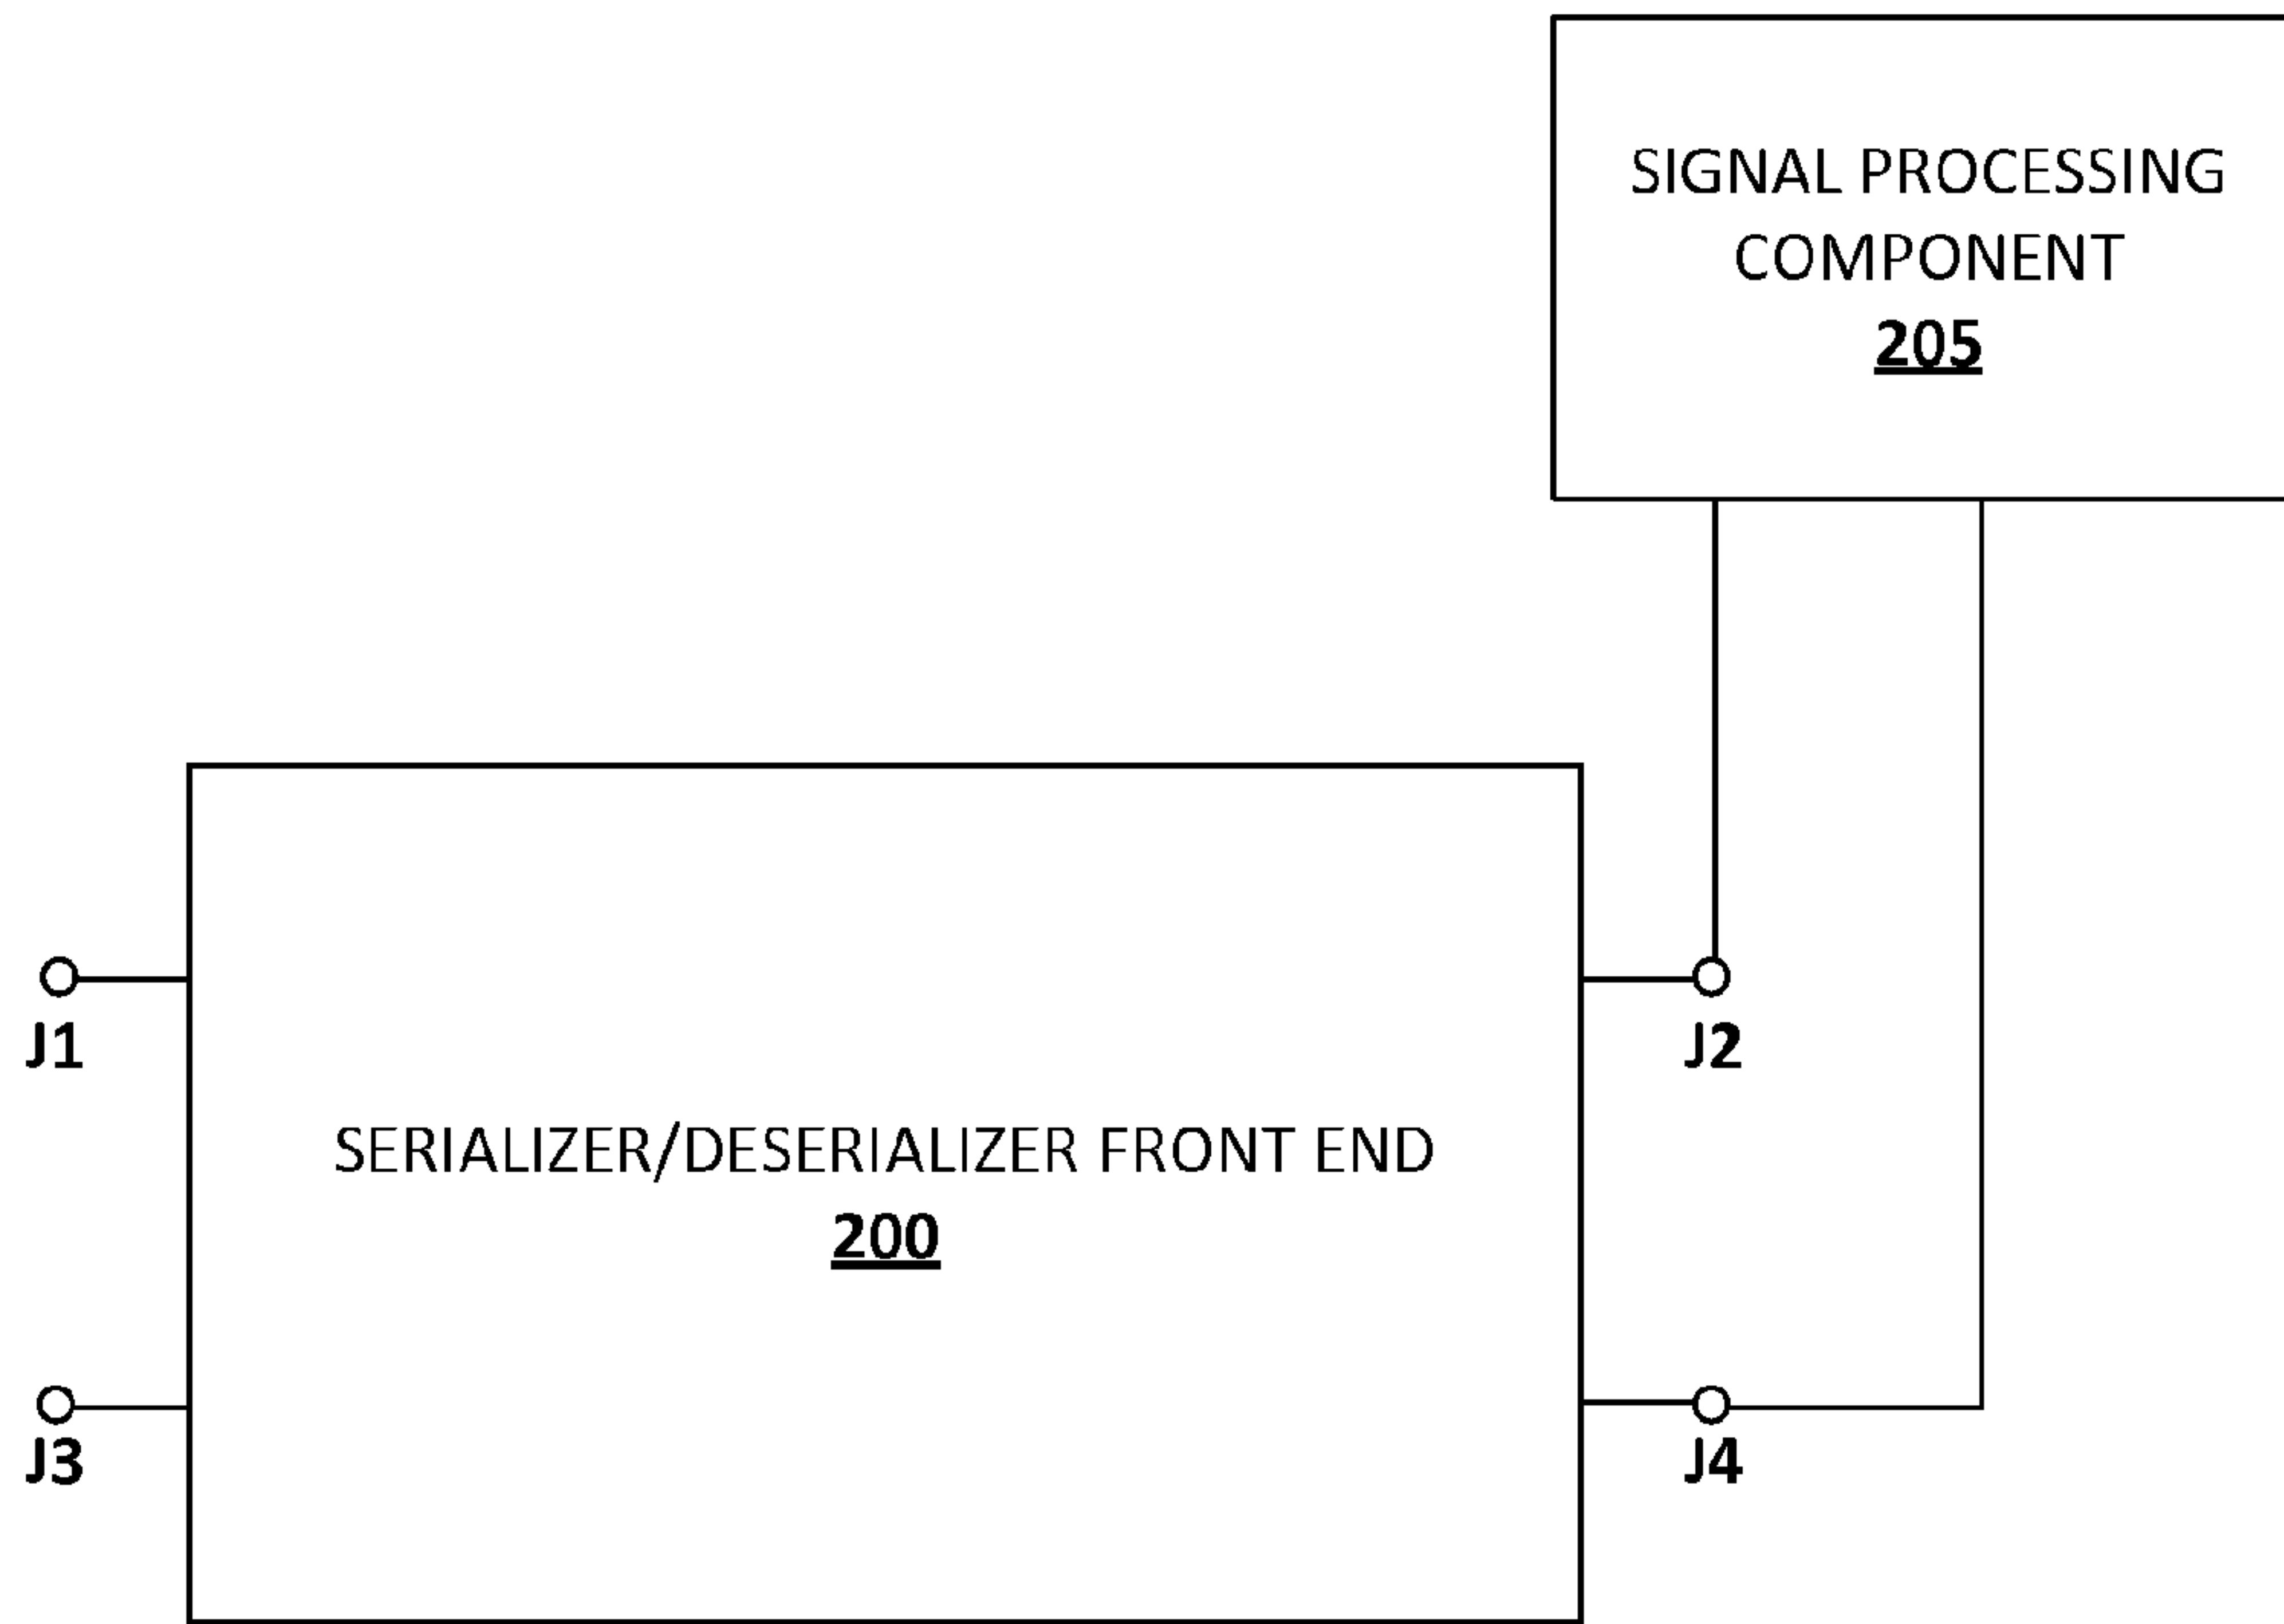 SIGNAL PROCESSING
COMPONENT
205
J1
J2
SERIALIZER/DESERIALIZER FRONT END
200
J3
J4